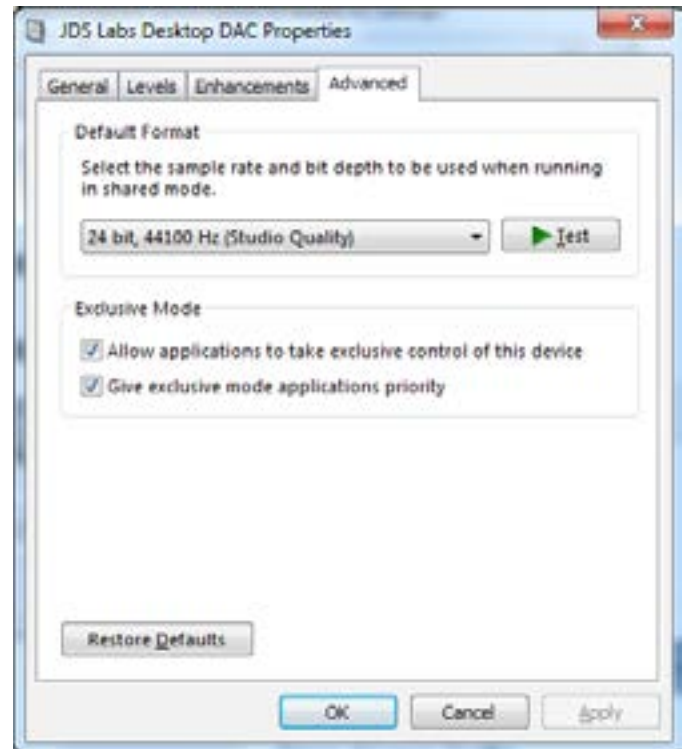 JDS Labs Desktop DAC Properties
General Levels Enhancements Advanced
Default Format
Select the sample rate and bit depth to be used when running
in shared mode.
24 bit, 44100 Hz (Studio Quality) Test
Exclusive Mode
Allow applications to take exclusive control of this device
Give exclusive mode applications priority
Restore Defaults
OK Cancel Apply